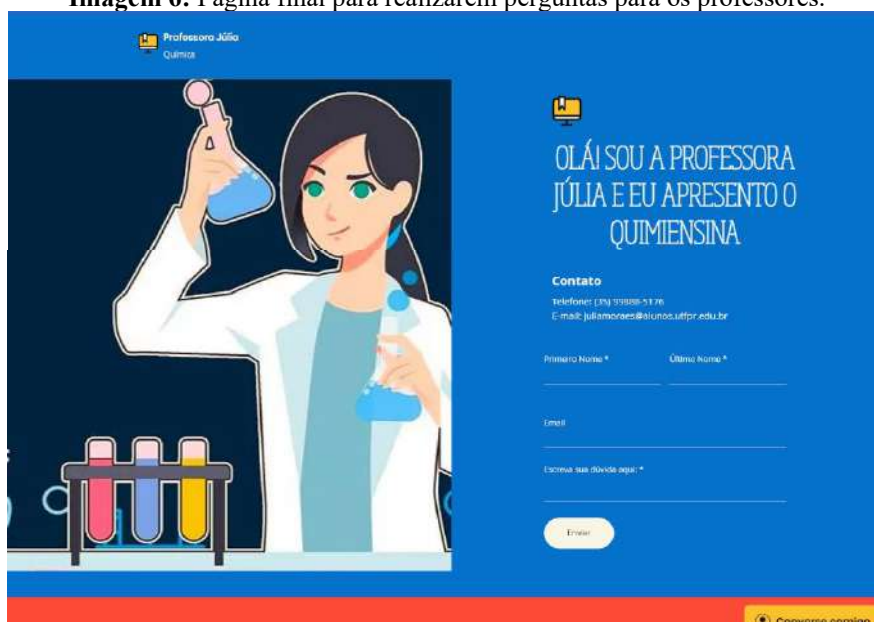 Imagem 6: Página final para realizarem perguntas para os professores.
Professora Júlia
Química
OLÁ! SOU A PROFESSORA
JÚLIA E EU APRESENTO O
QUIMIENSINA
Contato
Telefone: (35) 99888-5176
E-mail: juliamoraes@alunos.utfpr.edu.br
Primeiro Nome * Último Nome *
Email
Escreva sua dúvida aqui: *
Enviar
Converse comigo